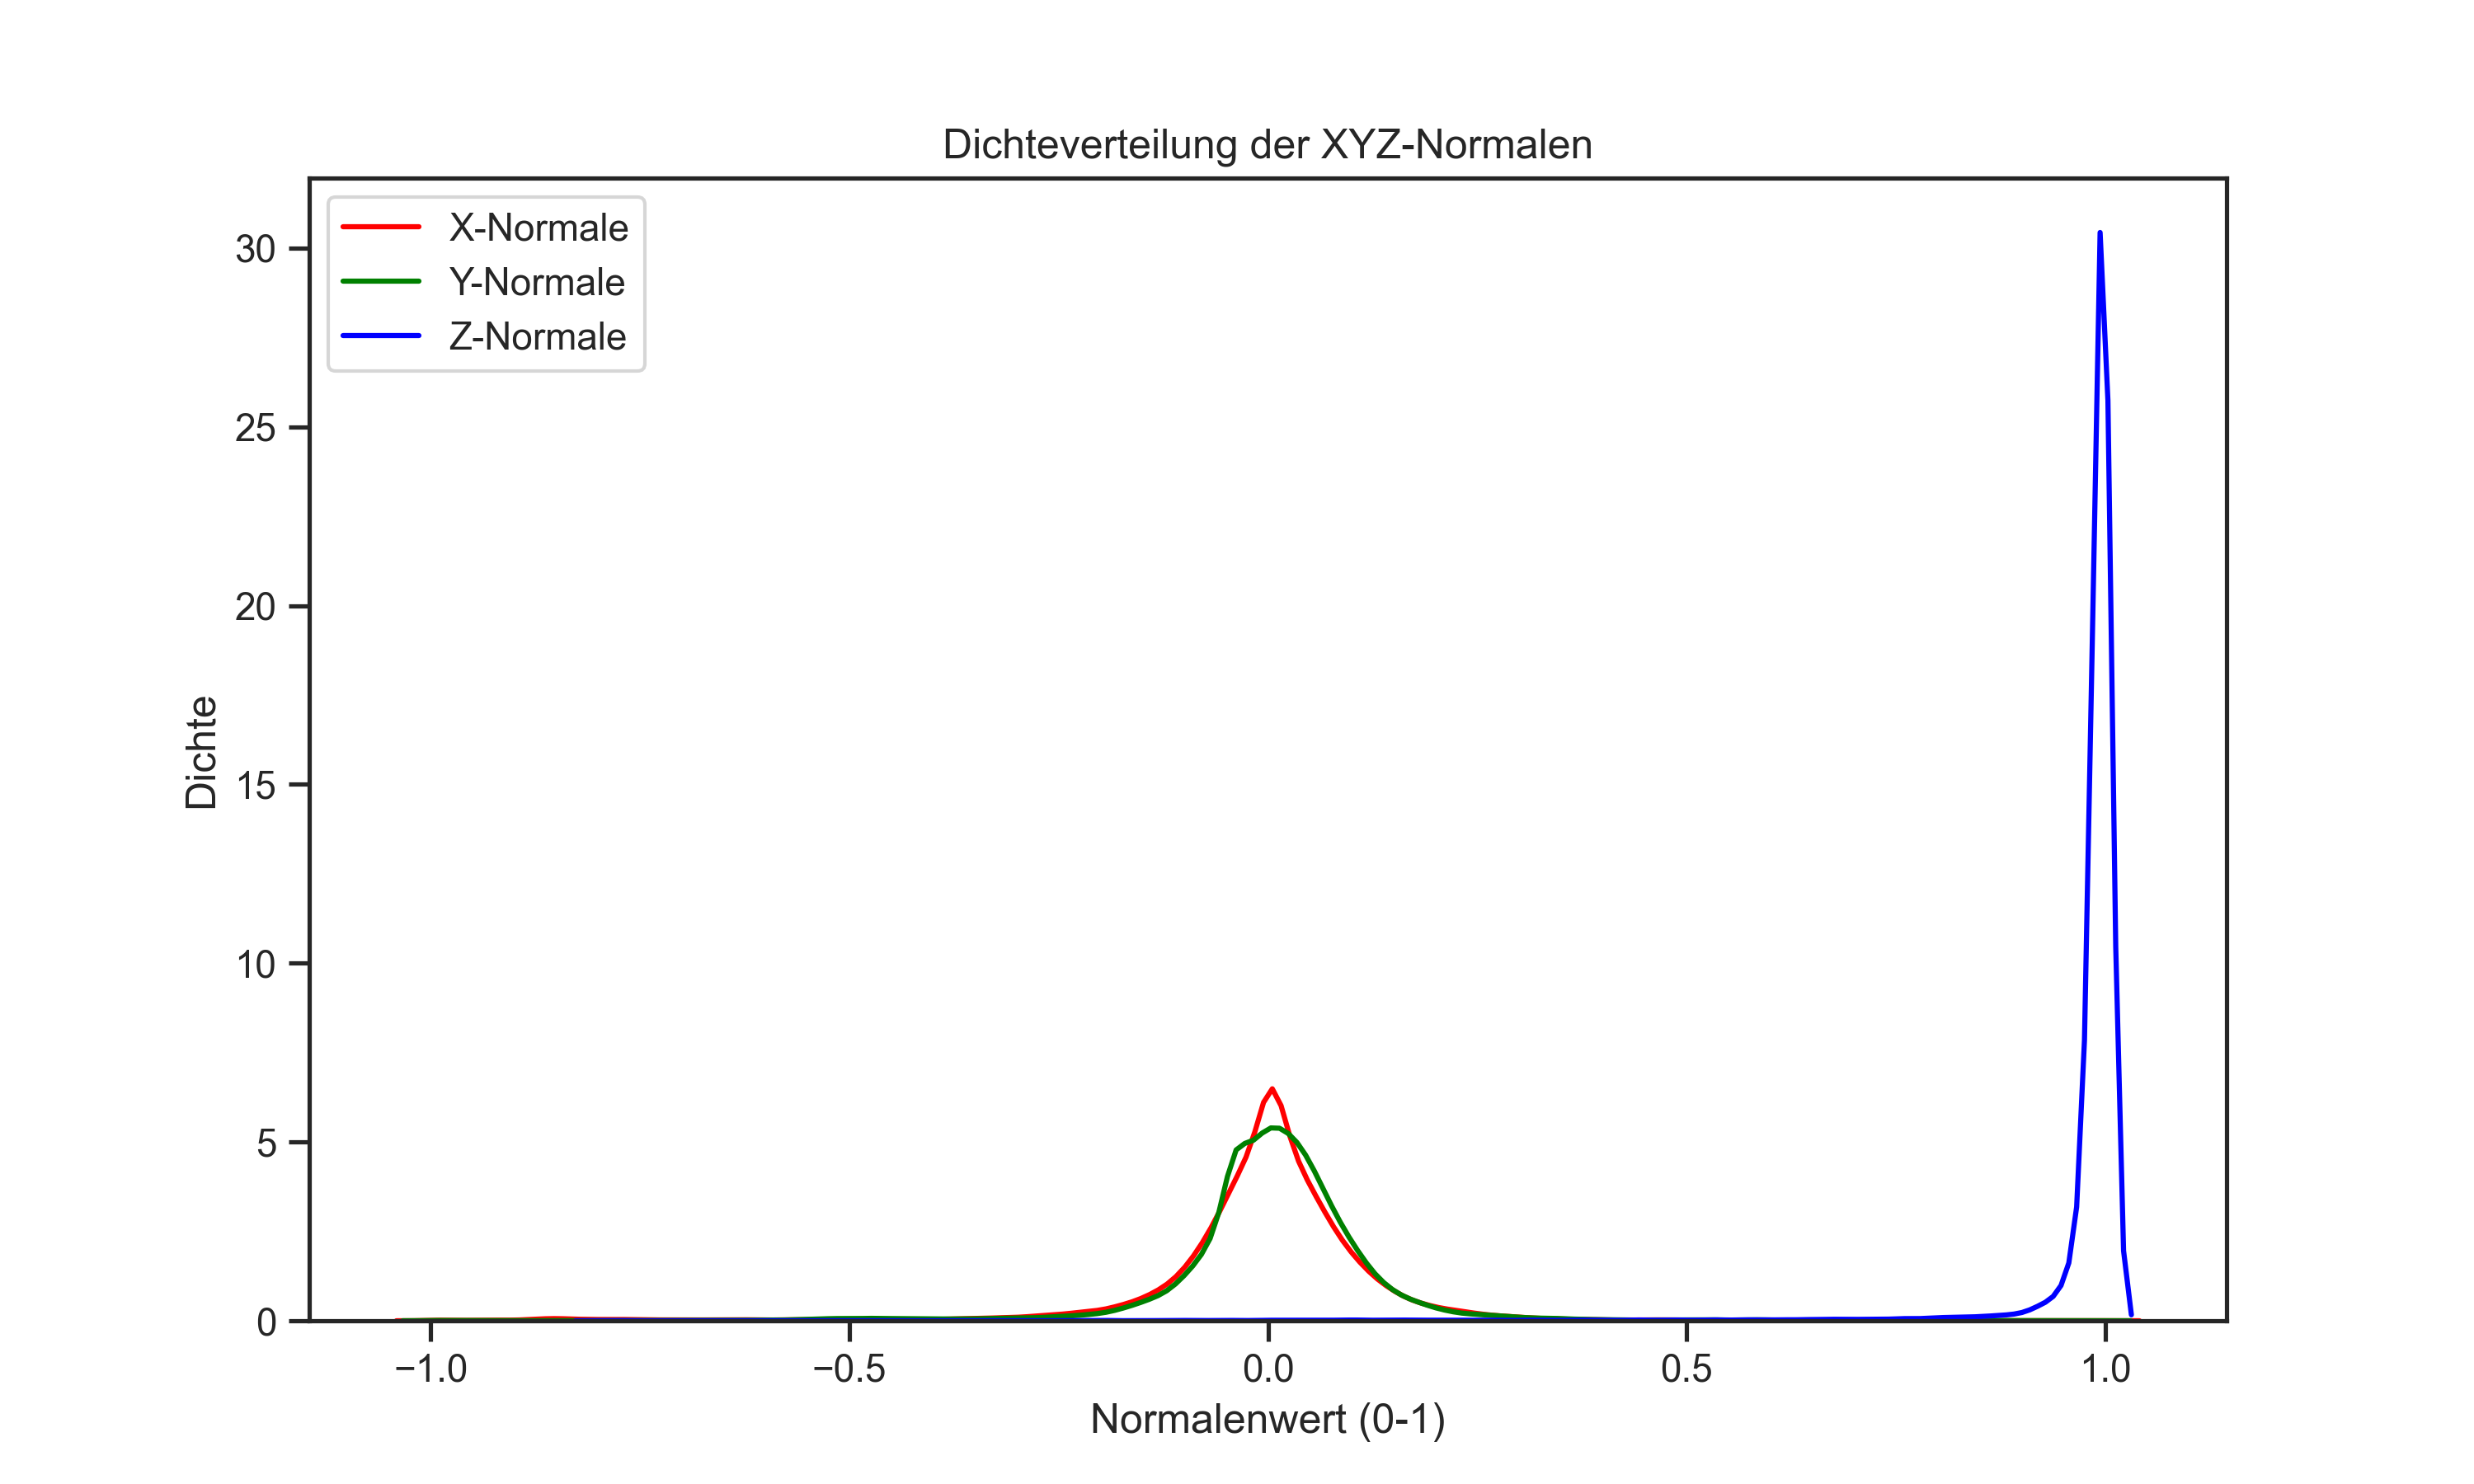 Dichteverteilung der XYZ-Normalen
X-Normale
Y-Normale
Z-Normale
30
25
20
15
10
5
0
Dichte
−1.0
−0.5
0.0
0.5
1.0
Normalenwert (0-1)